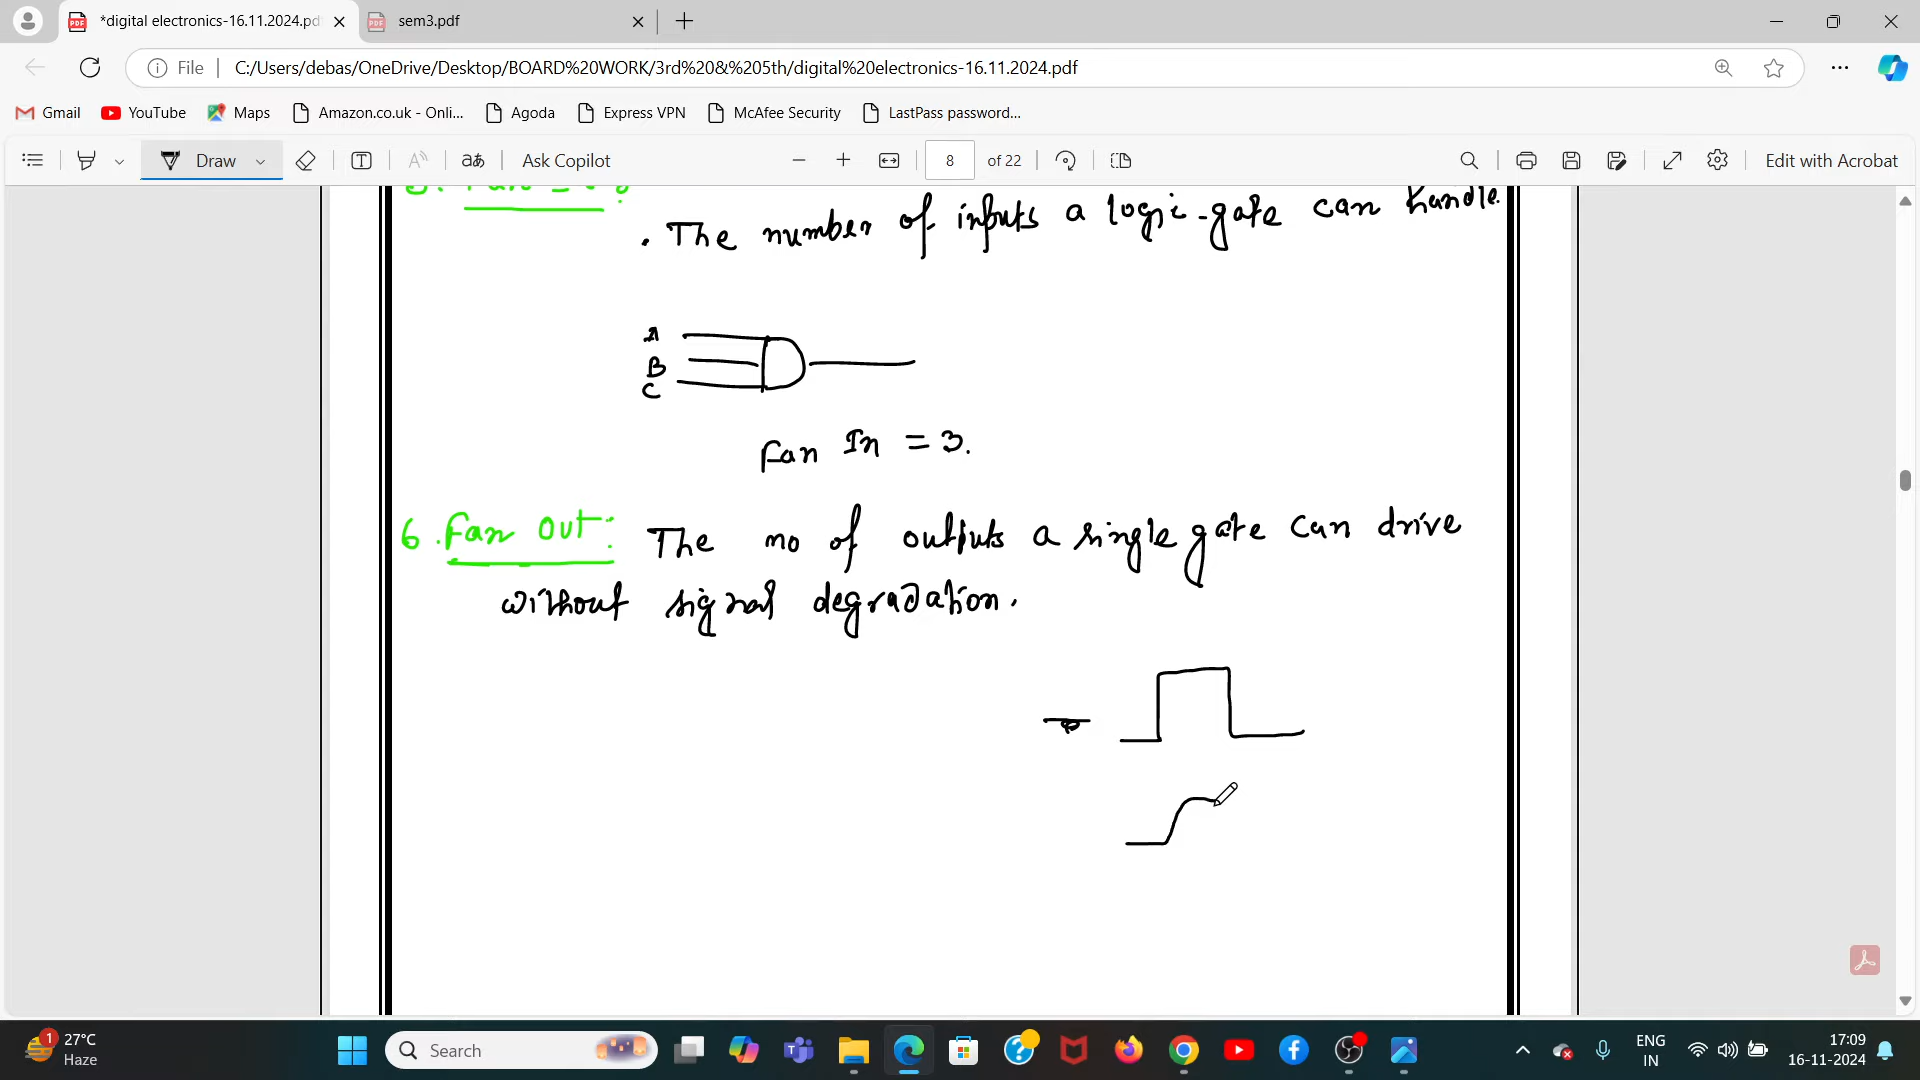 *digital electronics-16.11.2024.pd
sem3.pdf
File
C:/Users/debas/OneDrive/Desktop/BOARD%20WORK/3rd%20&%205th/digital%20electronics-16.11.2024.pdf
Gmail
YouTube
Maps
Amazon.co.uk - Onli...
Agoda
Express VPN
McAfee Security
LastPass password...
Draw
aあ
Ask Copilot
8 of 22
Edit with Acrobat
. The number of inputs a logic-gate can handle.
A
B
C
Fan In = 3.
6. Fan Out: The no of outputs a single gate can drive
without signal degradation.
1
27°C
Haze
Search
ENG
IN
17:09
16-11-2024